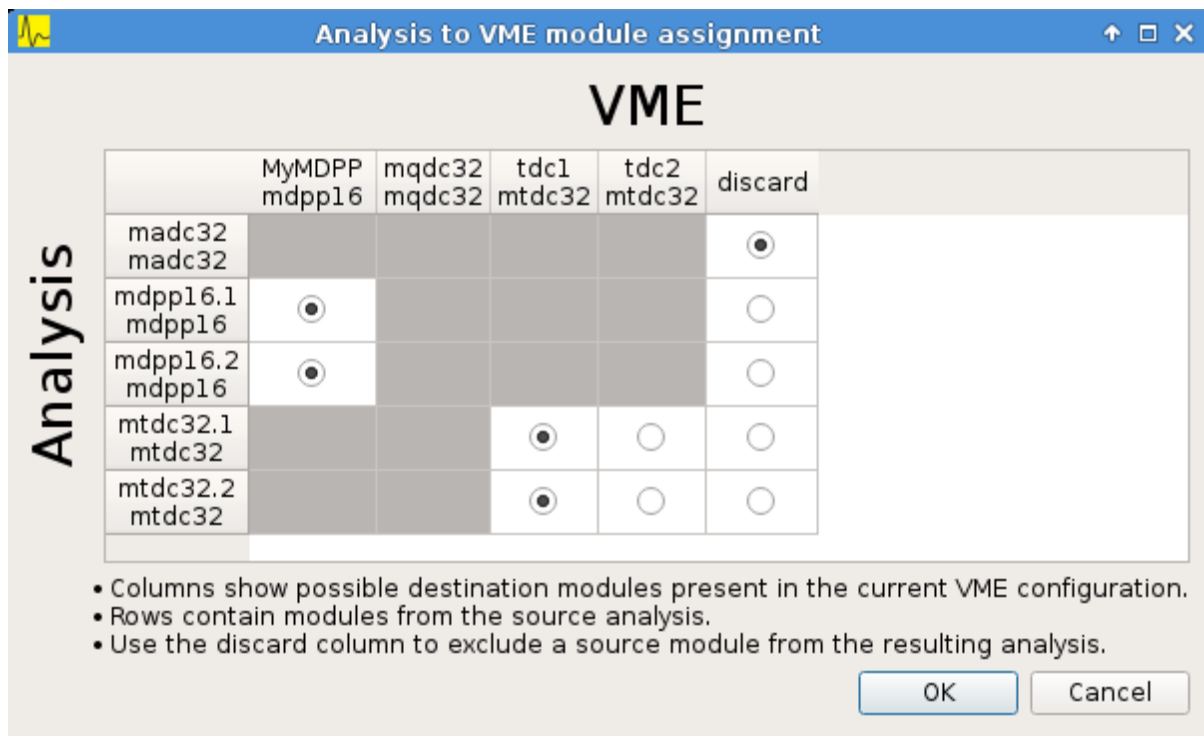 Analysis to VME module assignment
VME
Analysis
MyMDPP mqdc32 tdc1 tdc2 discard
mdpp16 mqdc32 mtdc32 mtdc32
madc32
madc32
mdpp16.1
mdpp16
mdpp16.2
mdpp16
mtdc32.1
mtdc32
mtdc32.2
mtdc32
• Columns show possible destination modules present in the current VME configuration.
• Rows contain modules from the source analysis.
• Use the discard column to exclude a source module from the resulting analysis.
OK Cancel